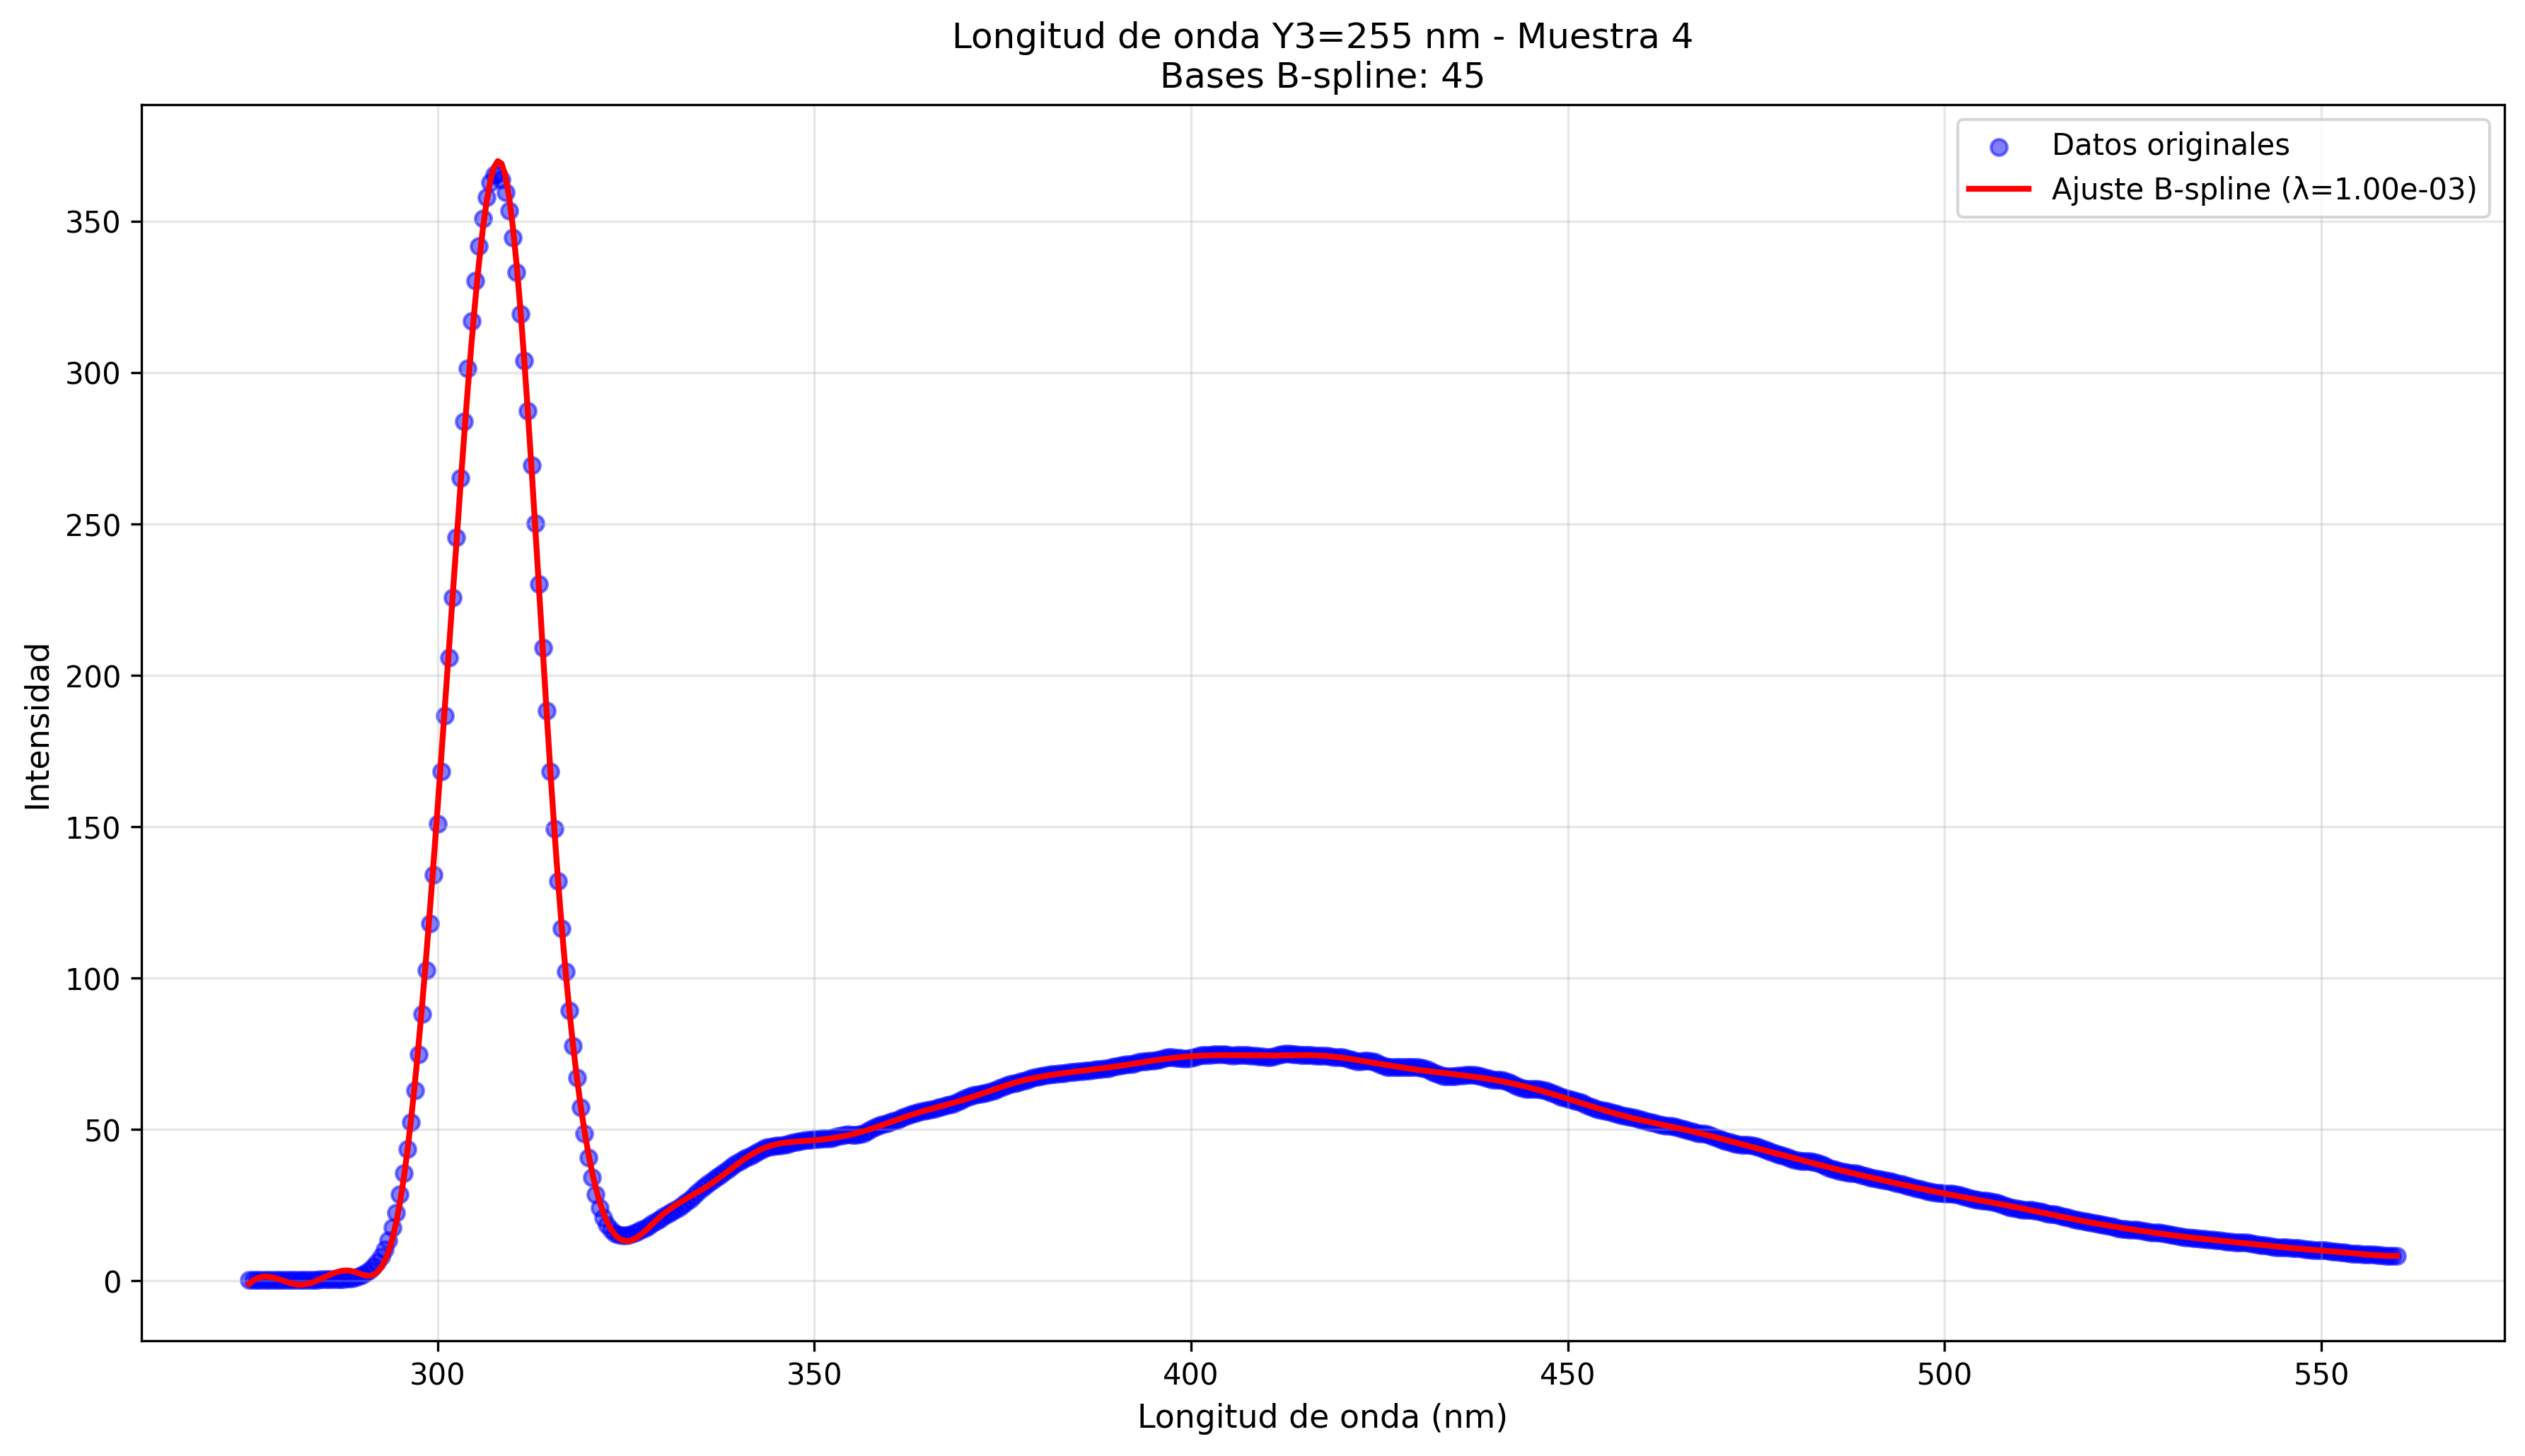 Longitud de onda Y3=255 nm - Muestra 4
Bases B-spline: 45
Datos originales
Ajuste B-spline (λ=1.00e-03)
Intensidad
350
300
250
200
150
100
50
0
300 350 400 450 500 550
Longitud de onda (nm)